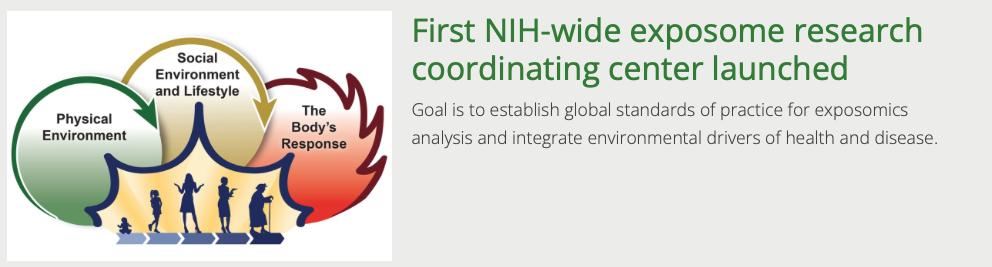 Physical
Environment
Social
Environment
and Lifestyle
The
Body's
Response
First NIH-wide exposome research
coordinating center launched
Goal is to establish global standards of practice for exposomics
analysis and integrate environmental drivers of health and disease.